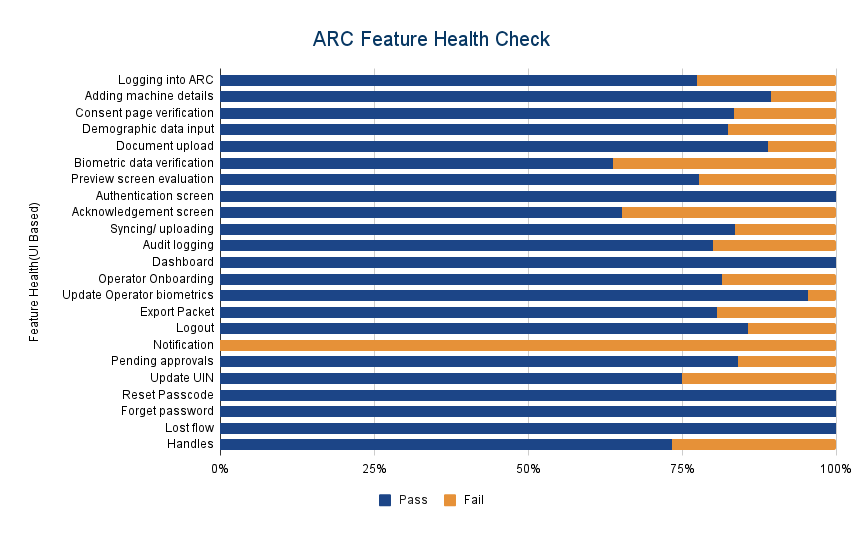 ARC Feature Health Check
Feature Health(UI Based)
Logging into ARC
Adding machine details
Consent page verification
Demographic data input
Document upload
Biometric data verification
Preview screen evaluation
Authentication screen
Acknowledgement screen
Syncing/ uploading
Audit logging
Dashboard
Operator Onboarding
Update Operator biometrics
Export Packet
Logout
Notification
Pending approvals
Update UIN
Reset Passcode
Forget password
Lost flow
Handles
0% 25% 50% 75% 100%
Pass Fail